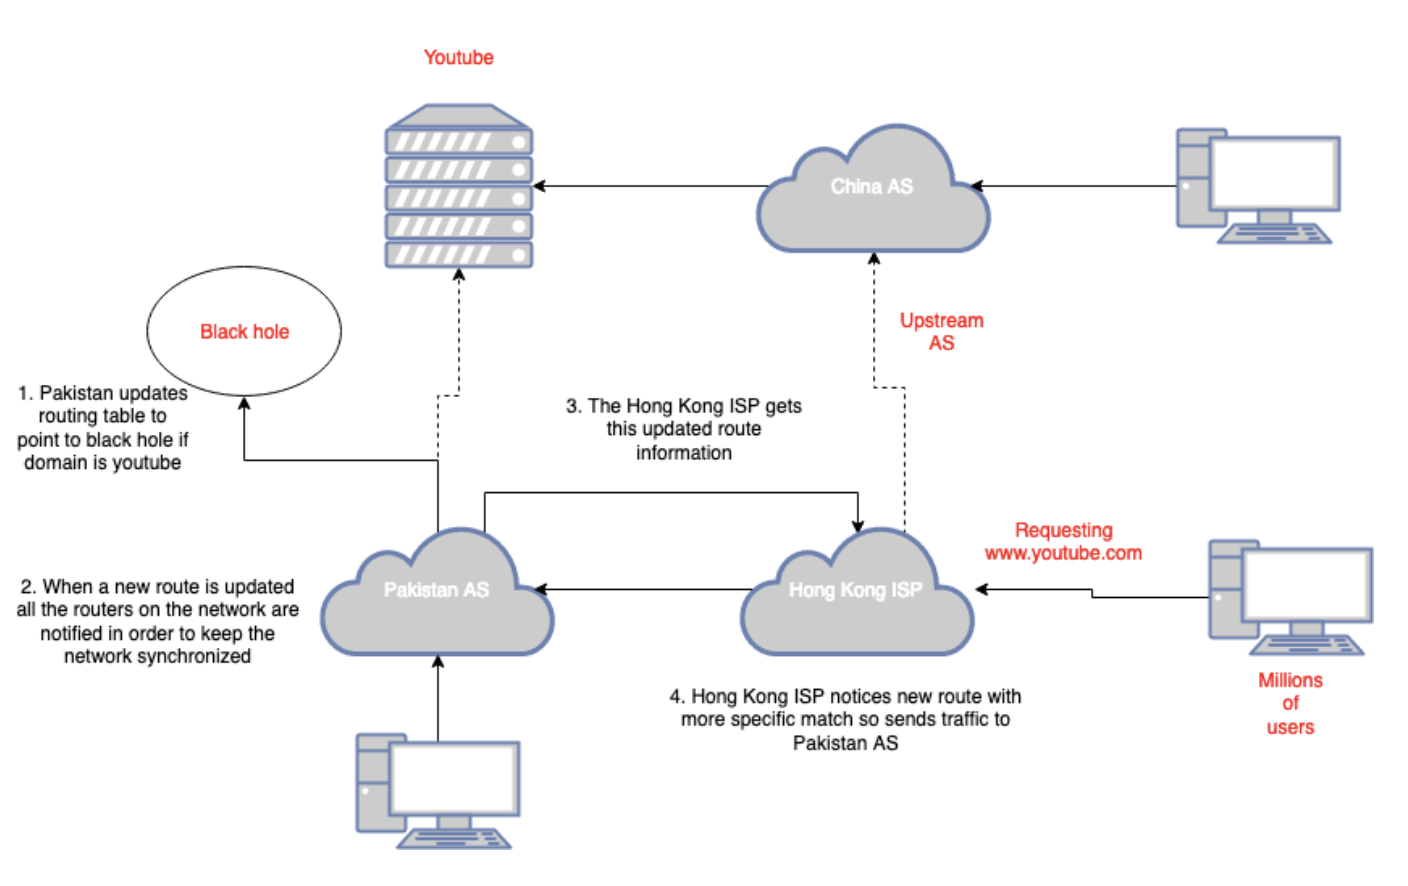 Youtube
China AS
Black hole
Upstream
AS
1. Pakistan updates
routing table to
point to black hole if
domain is youtube
3. The Hong Kong ISP gets
this updated route
information
Requesting
www.youtube.com
Pakistan AS
Hong Kong ISP
2. When a new route is updated
all the routers on the network are
notified in order to keep the
network synchronized
4. Hong Kong ISP notices new route with
more specific match so sends traffic to
Pakistan AS
Millions
of
users